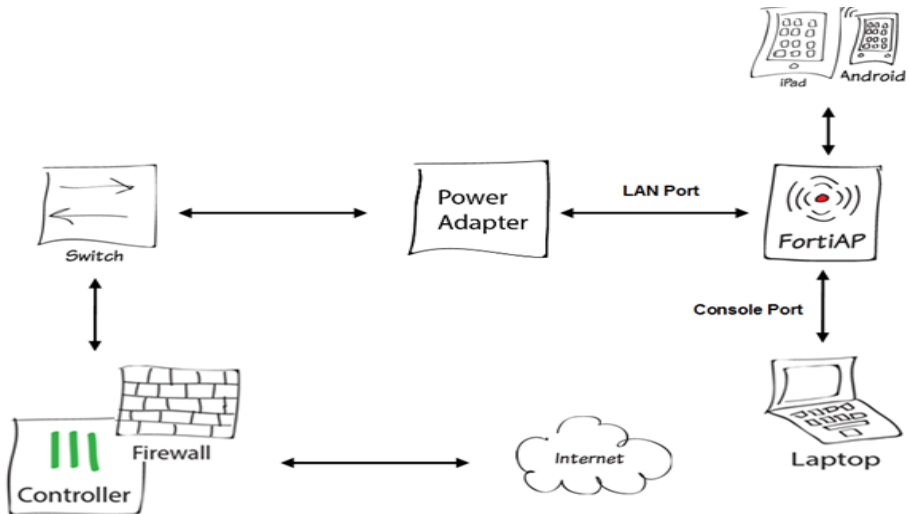 iPad
Android
LAN Port
Power
Adapter
Switch
FortiAP
Console Port
Firewall
Controller
Internet
Laptop